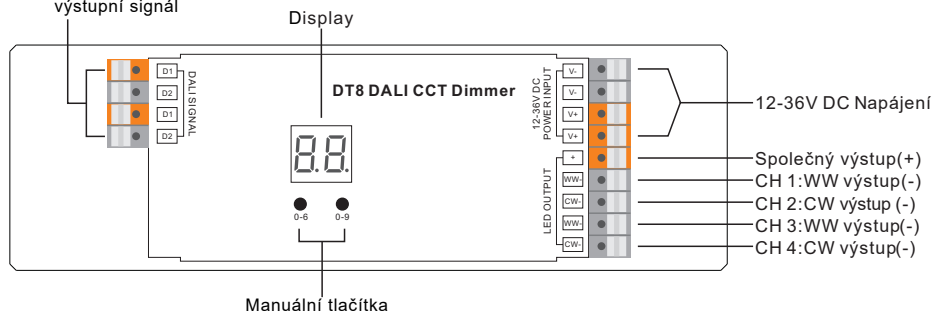 výstupní signál
Display
D1
D2
D1
D2
DALI SIGNAL
DT8 DALI CCT Dimmer
8.8.
0-6
0-9
Manuální tlačítka
12-36V DC
POWER INPUT
V-
V-
V+
V+
LED OUTPUT
+
WW-
CW-
WW-
CW-
12-36V DC Napájení
Společný výstup(+)
CH 1:WW výstup(-)
CH 2:CW výstup (-)
CH 3:WW výstup(-)
CH 4:CW výstup(-)